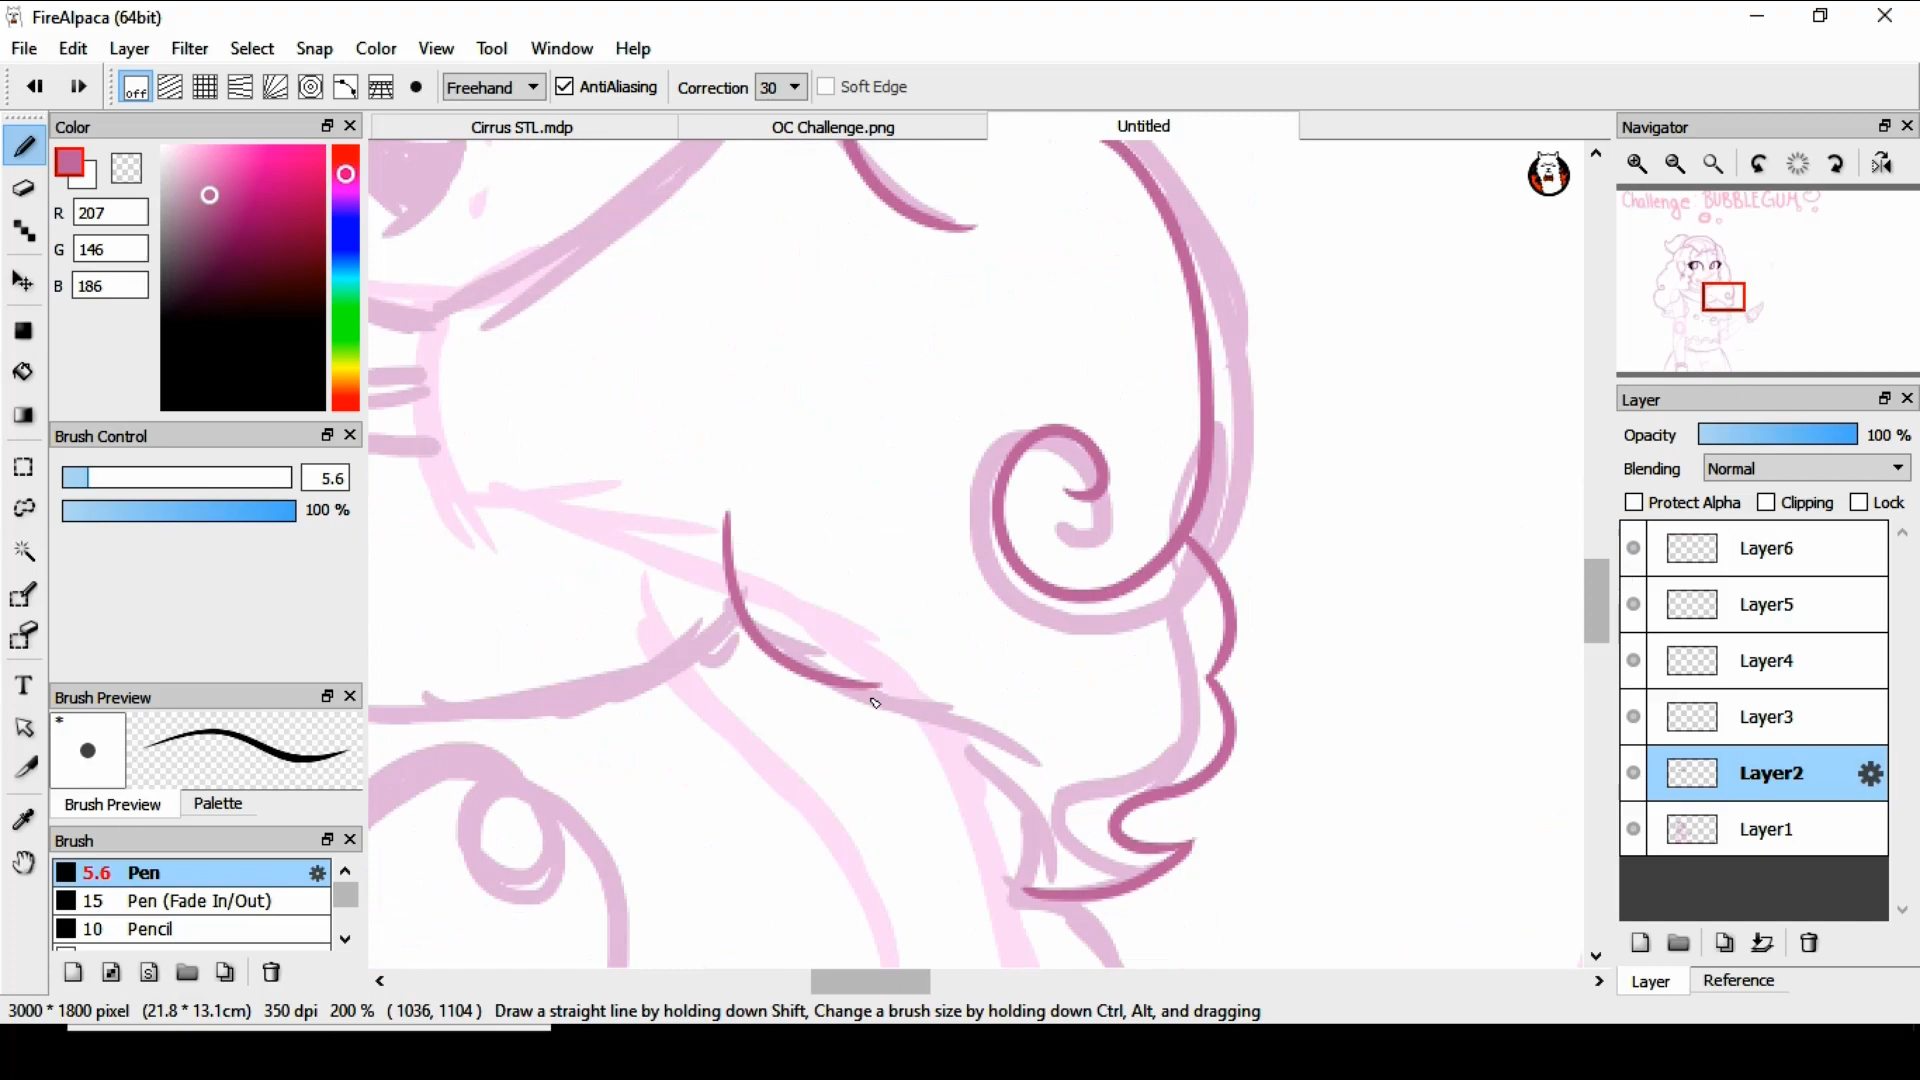 FireAlpaca (64bit)
File Edit Layer Filter Select Snap Color View Tool Window Help
off Freehand AntiAliasing Correction 30 Soft Edge
Color
Cirrus STL.mdp OC Challenge.png Untitled
Navigator
R 207
G 146
B 186
Challenge BUBBLEGUM
Layer
Opacity 100 %
Brush Control
Blending Normal
5.6
Protect Alpha Clipping Lock
100 %
Layer6
Layer5
Layer4
Brush Preview
Layer3
*
Layer2
Brush Preview Palette
Layer1
Brush
5.6 Pen
15 Pen (Fade In/Out)
10 Pencil
S
Layer Reference
3000 * 1800 pixel (21.8 * 13.1cm) 350 dpi 200 % ( 1036, 1104 ) Draw a straight line by holding down Shift, Change a brush size by holding down Ctrl, Alt, and dragging